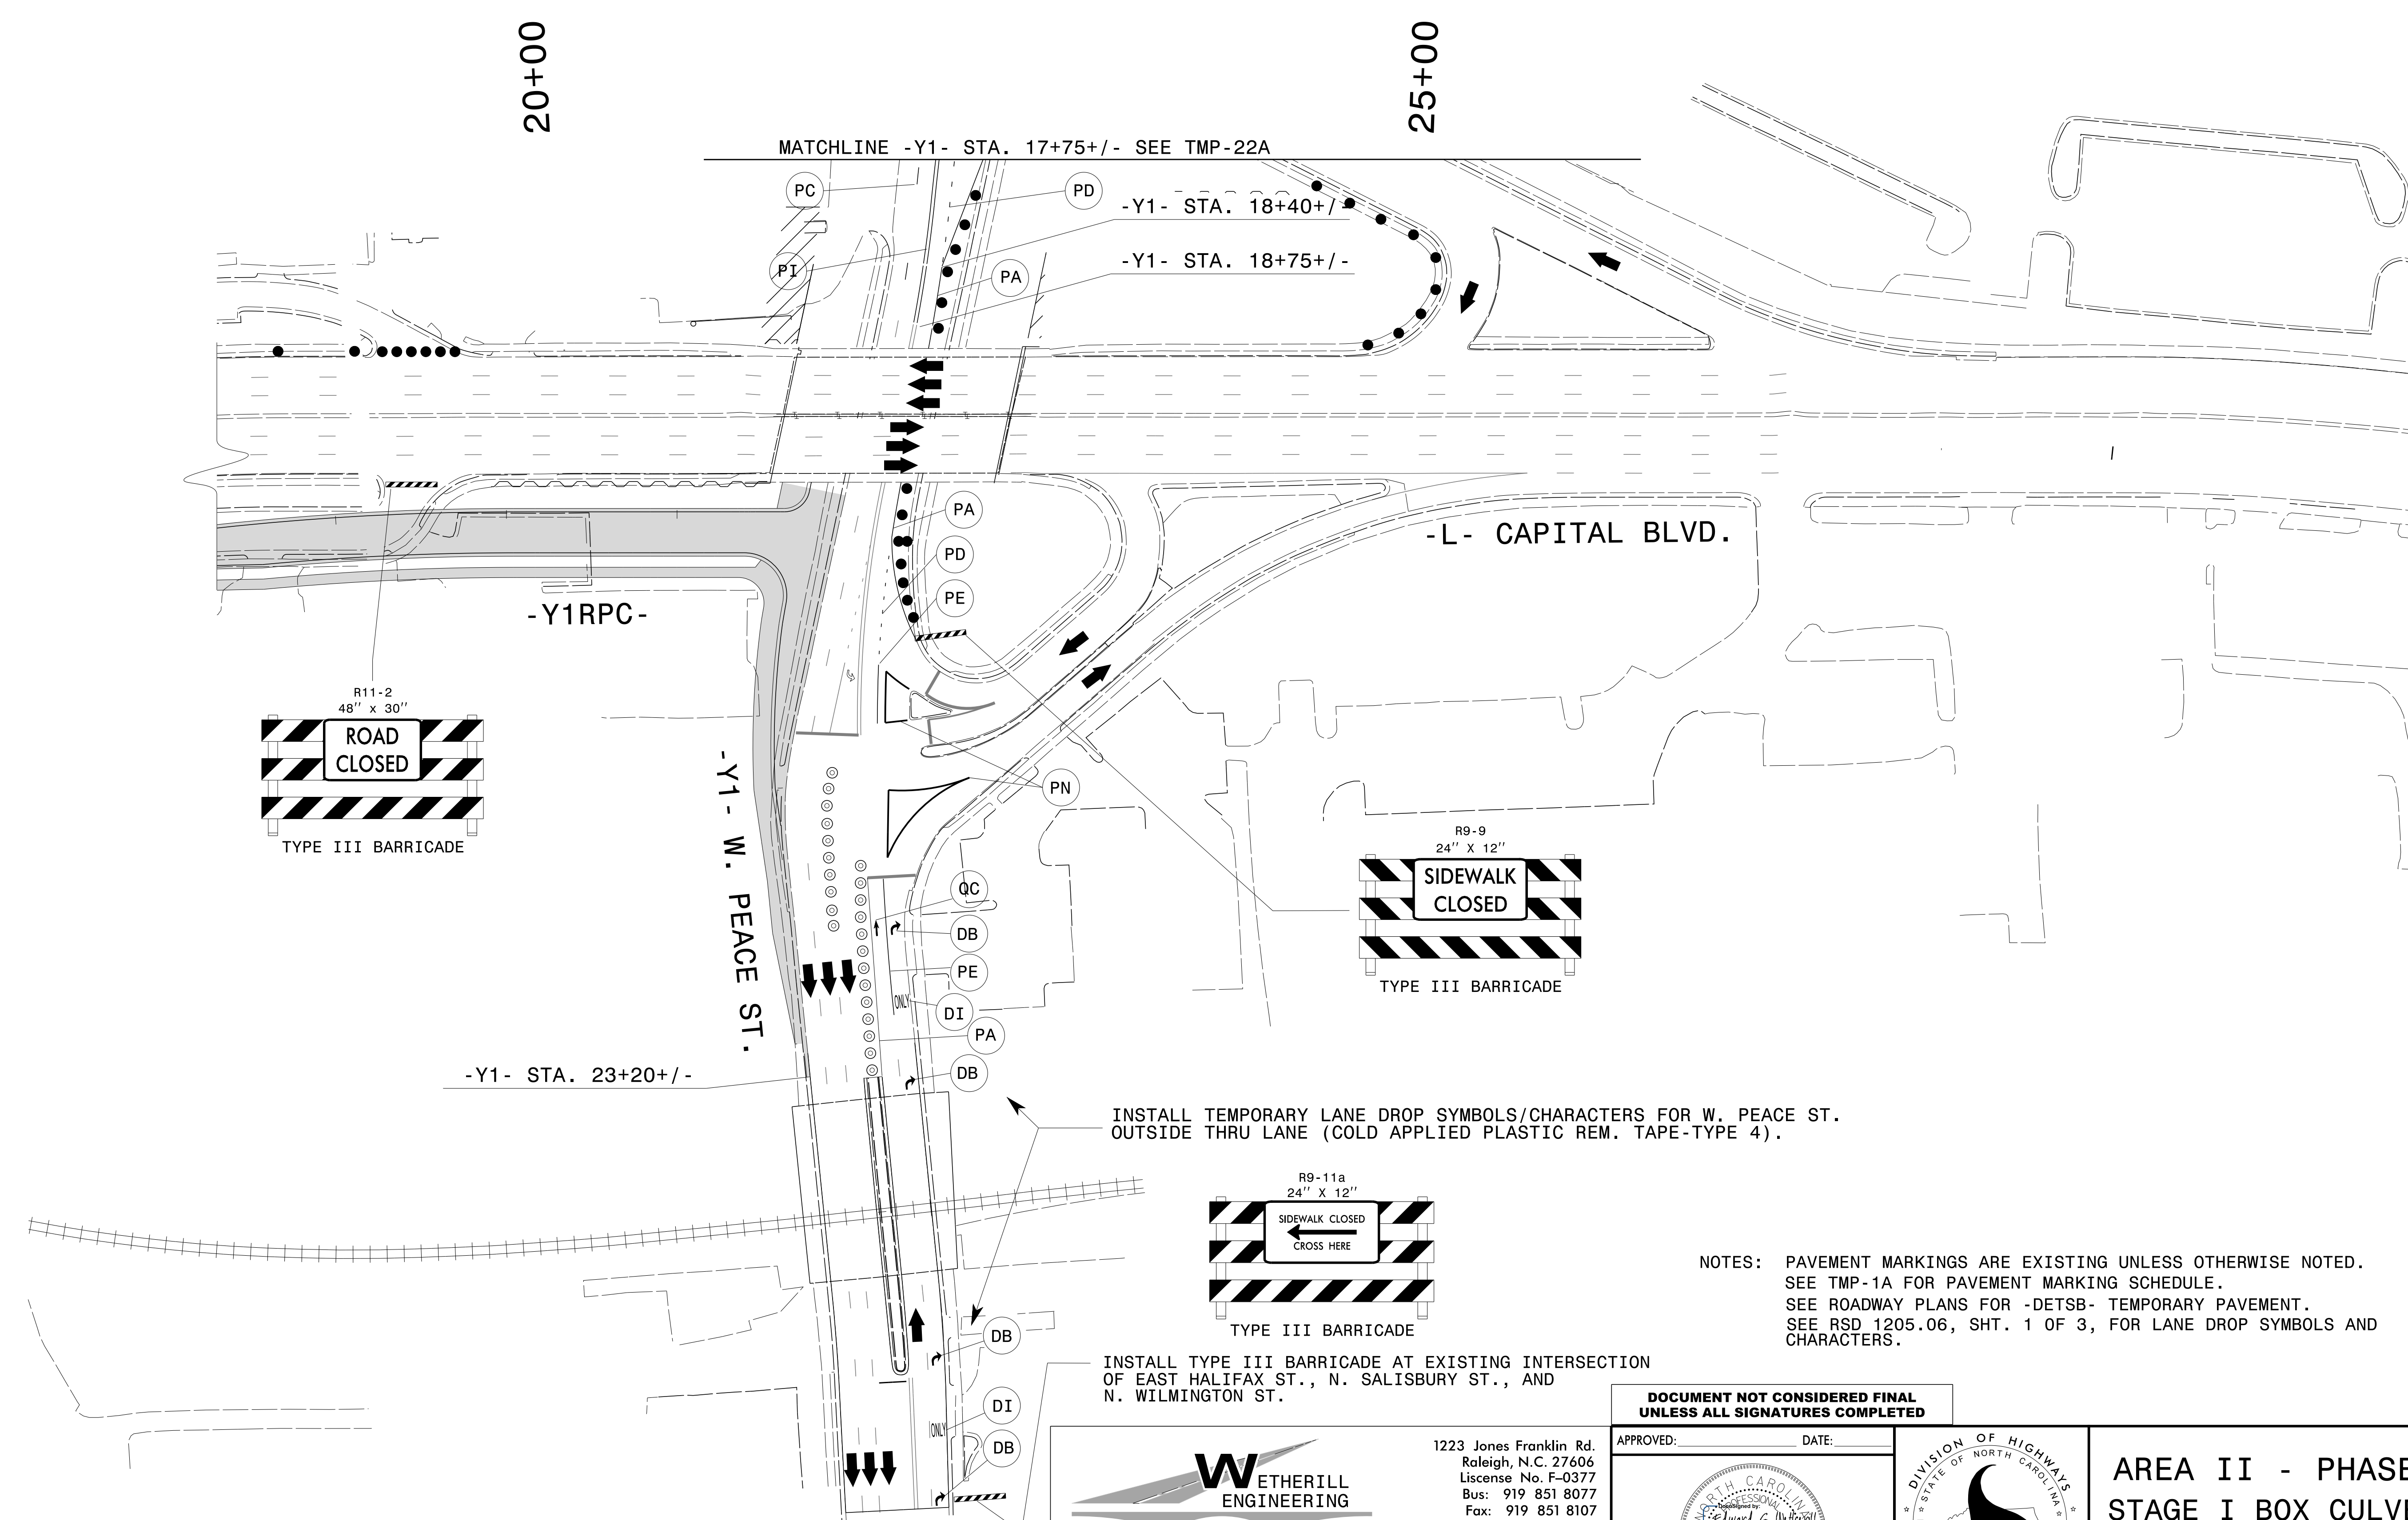 20+00
25+00
MATCHLINE -Y1- STA. 17+75+/- SEE TMP-22A
PC
PD
-Y1- STA. 18+40+/-
PI
-Y1- STA. 18+75+/-
PA
PA
-L- CAPITAL BLVD.
PD
PE
-Y1RPC-
R11-2
48" x 30"
ROAD
CLOSED
TYPE III BARRICADE
-Y1- W. PEACE ST.
PN
R9-9
24" X 12"
SIDEWALK
CLOSED
TYPE III BARRICADE
QC
DB
PE
ONLY
DI
PA
-Y1- STA. 23+20+/-
DB
INSTALL TEMPORARY LANE DROP SYMBOLS/CHARACTERS FOR W. PEACE ST.
OUTSIDE THRU LANE (COLD APPLIED PLASTIC REM. TAPE-TYPE 4).
R9-11a
24" X 12"
SIDEWALK CLOSED
CROSS HERE
TYPE III BARRICADE
NOTES: PAVEMENT MARKINGS ARE EXISTING UNLESS OTHERWISE NOTED.
SEE TMP-1A FOR PAVEMENT MARKING SCHEDULE.
SEE ROADWAY PLANS FOR -DETSB- TEMPORARY PAVEMENT.
SEE RSD 1205.06, SHT. 1 OF 3, FOR LANE DROP SYMBOLS AND
CHARACTERS.
DB
INSTALL TYPE III BARRICADE AT EXISTING INTERSECTION
OF EAST HALIFAX ST., N. SALISBURY ST., AND
N. WILMINGTON ST.
DI
ONLY
DB
DOCUMENT NOT CONSIDERED FINAL
UNLESS ALL SIGNATURES COMPLETED
WETHERILL
ENGINEERING
1223 Jones Franklin Rd.
Raleigh, N.C. 27606
Liscense No. F-0377
Bus: 919 851 8077
Fax: 919 851 8107
APPROVED: DATE:
NORTH CAROLINA
PROFESSIONAL
DIVISION OF HIGHWAYS
STATE OF NORTH CAROLINA
AREA II - PHASE
STAGE I BOX CULV